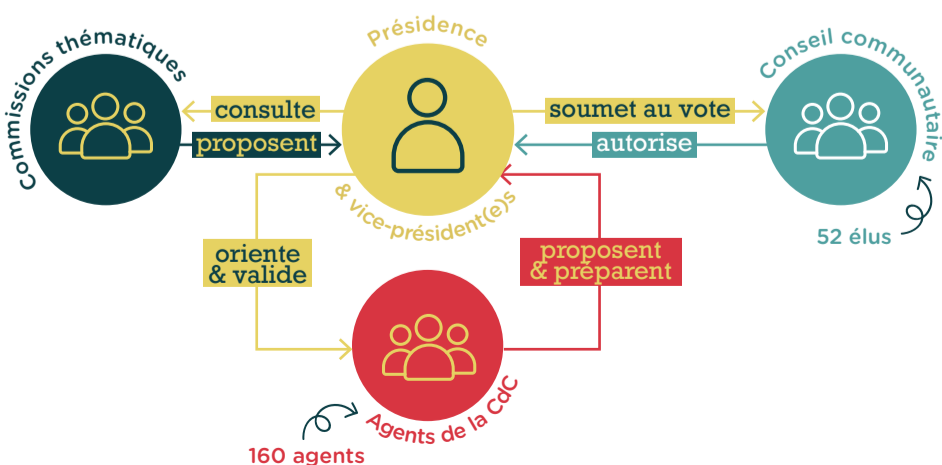 Commissions thématiques
Présidence
& vice-président(e)s
Conseil communautaire
consulte
proposent
soumet au vote
autorise
52 élus
oriente
& valide
proposent
& préparent
Agents de la CdC
160 agents